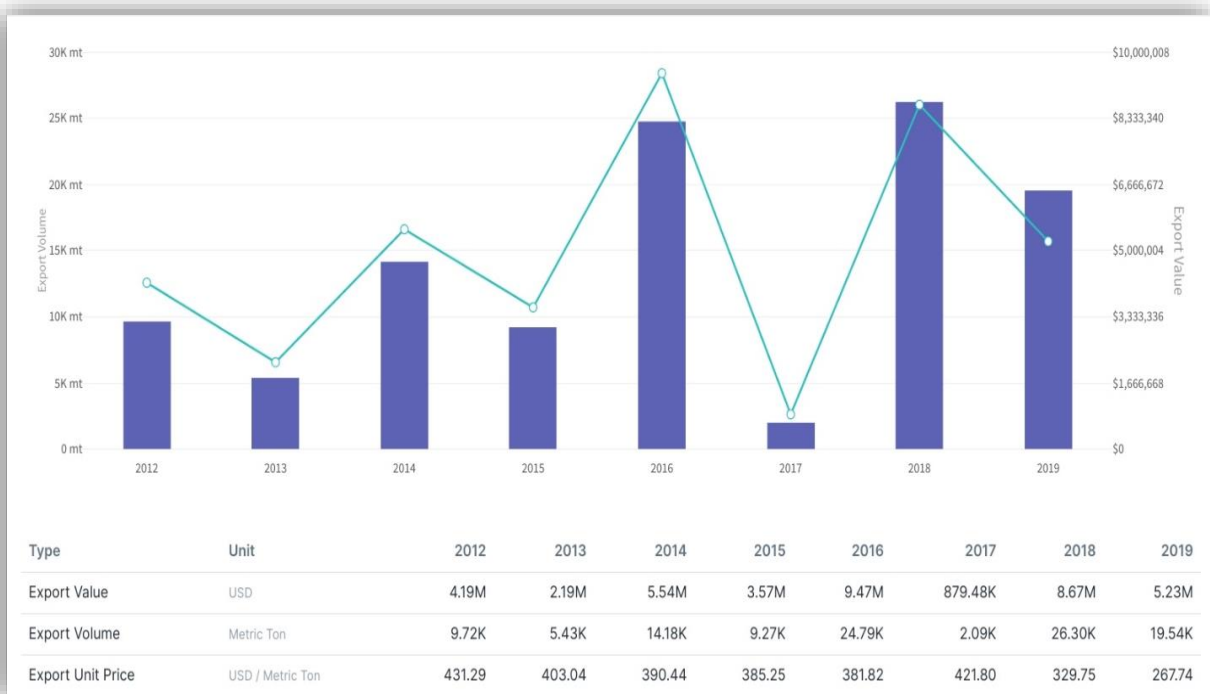 30K mt
$10,000,008
25K mt
$8,333,340
20K mt
$6,666,672
Export Volume
Export Value
15K mt
$5,000,004
10K mt
$3,333,336
5K mt
$1,666,668
0 mt
$0
2012 2013 2014 2015 2016 2017 2018 2019
Type Unit 2012 2013 2014 2015 2016 2017 2018 2019
Export Value USD 4.19M 2.19M 5.54M 3.57M 9.47M 879.48K 8.67M 5.23M
Export Volume Metric Ton 9.72K 5.43K 14.18K 9.27K 24.79K 2.09K 26.30K 19.54K
Export Unit Price USD / Metric Ton 431.29 403.04 390.44 385.25 381.82 421.80 329.75 267.74